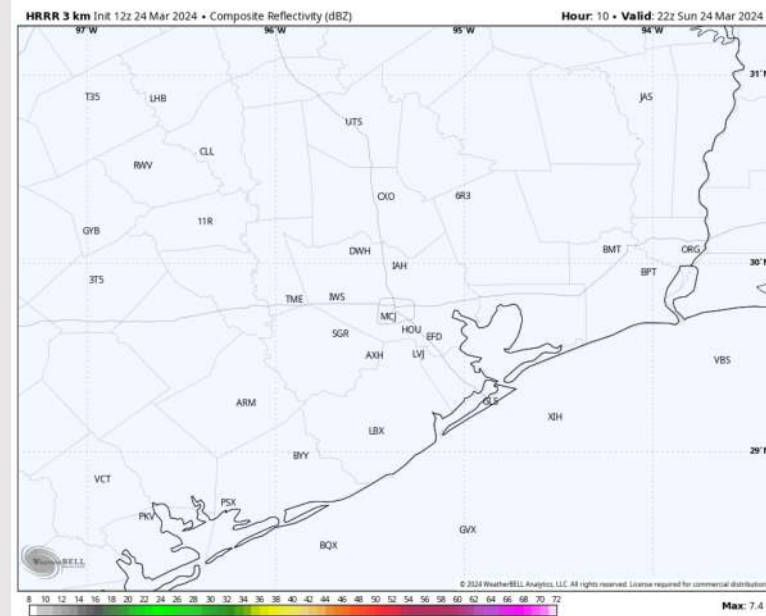 HRRR 3 km Init 12z 24 Mar 2024 • Composite Reflectivity (dBZ) Hour: 10 • Valid: 22z Sun 24 Mar 2024
97°W 96°W 95°W 94°W
31°N
T35 LHB JAS
UTS
CLL
RWV
CXO 6R3
11R
GYB
DWH BMT ORG
30°N
IAH
BPT
3T5
TME IWS
MCJ
HOU
SGR EFD
AXH LVJ
VBS
ARM GLS
XIH
LBX
29°N
BYY
VCT
PSX
PKV
GVX
BQX
WeatherBELL
© 2024 WeatherBELL Analytics, LLC. All rights reserved. License required for commercial distribution
8 10 12 14 16 18 20 22 24 26 28 30 32 34 36 38 40 42 44 46 48 50 52 54 56 58 60 62 64 66 68 70 72
Max: 7.4